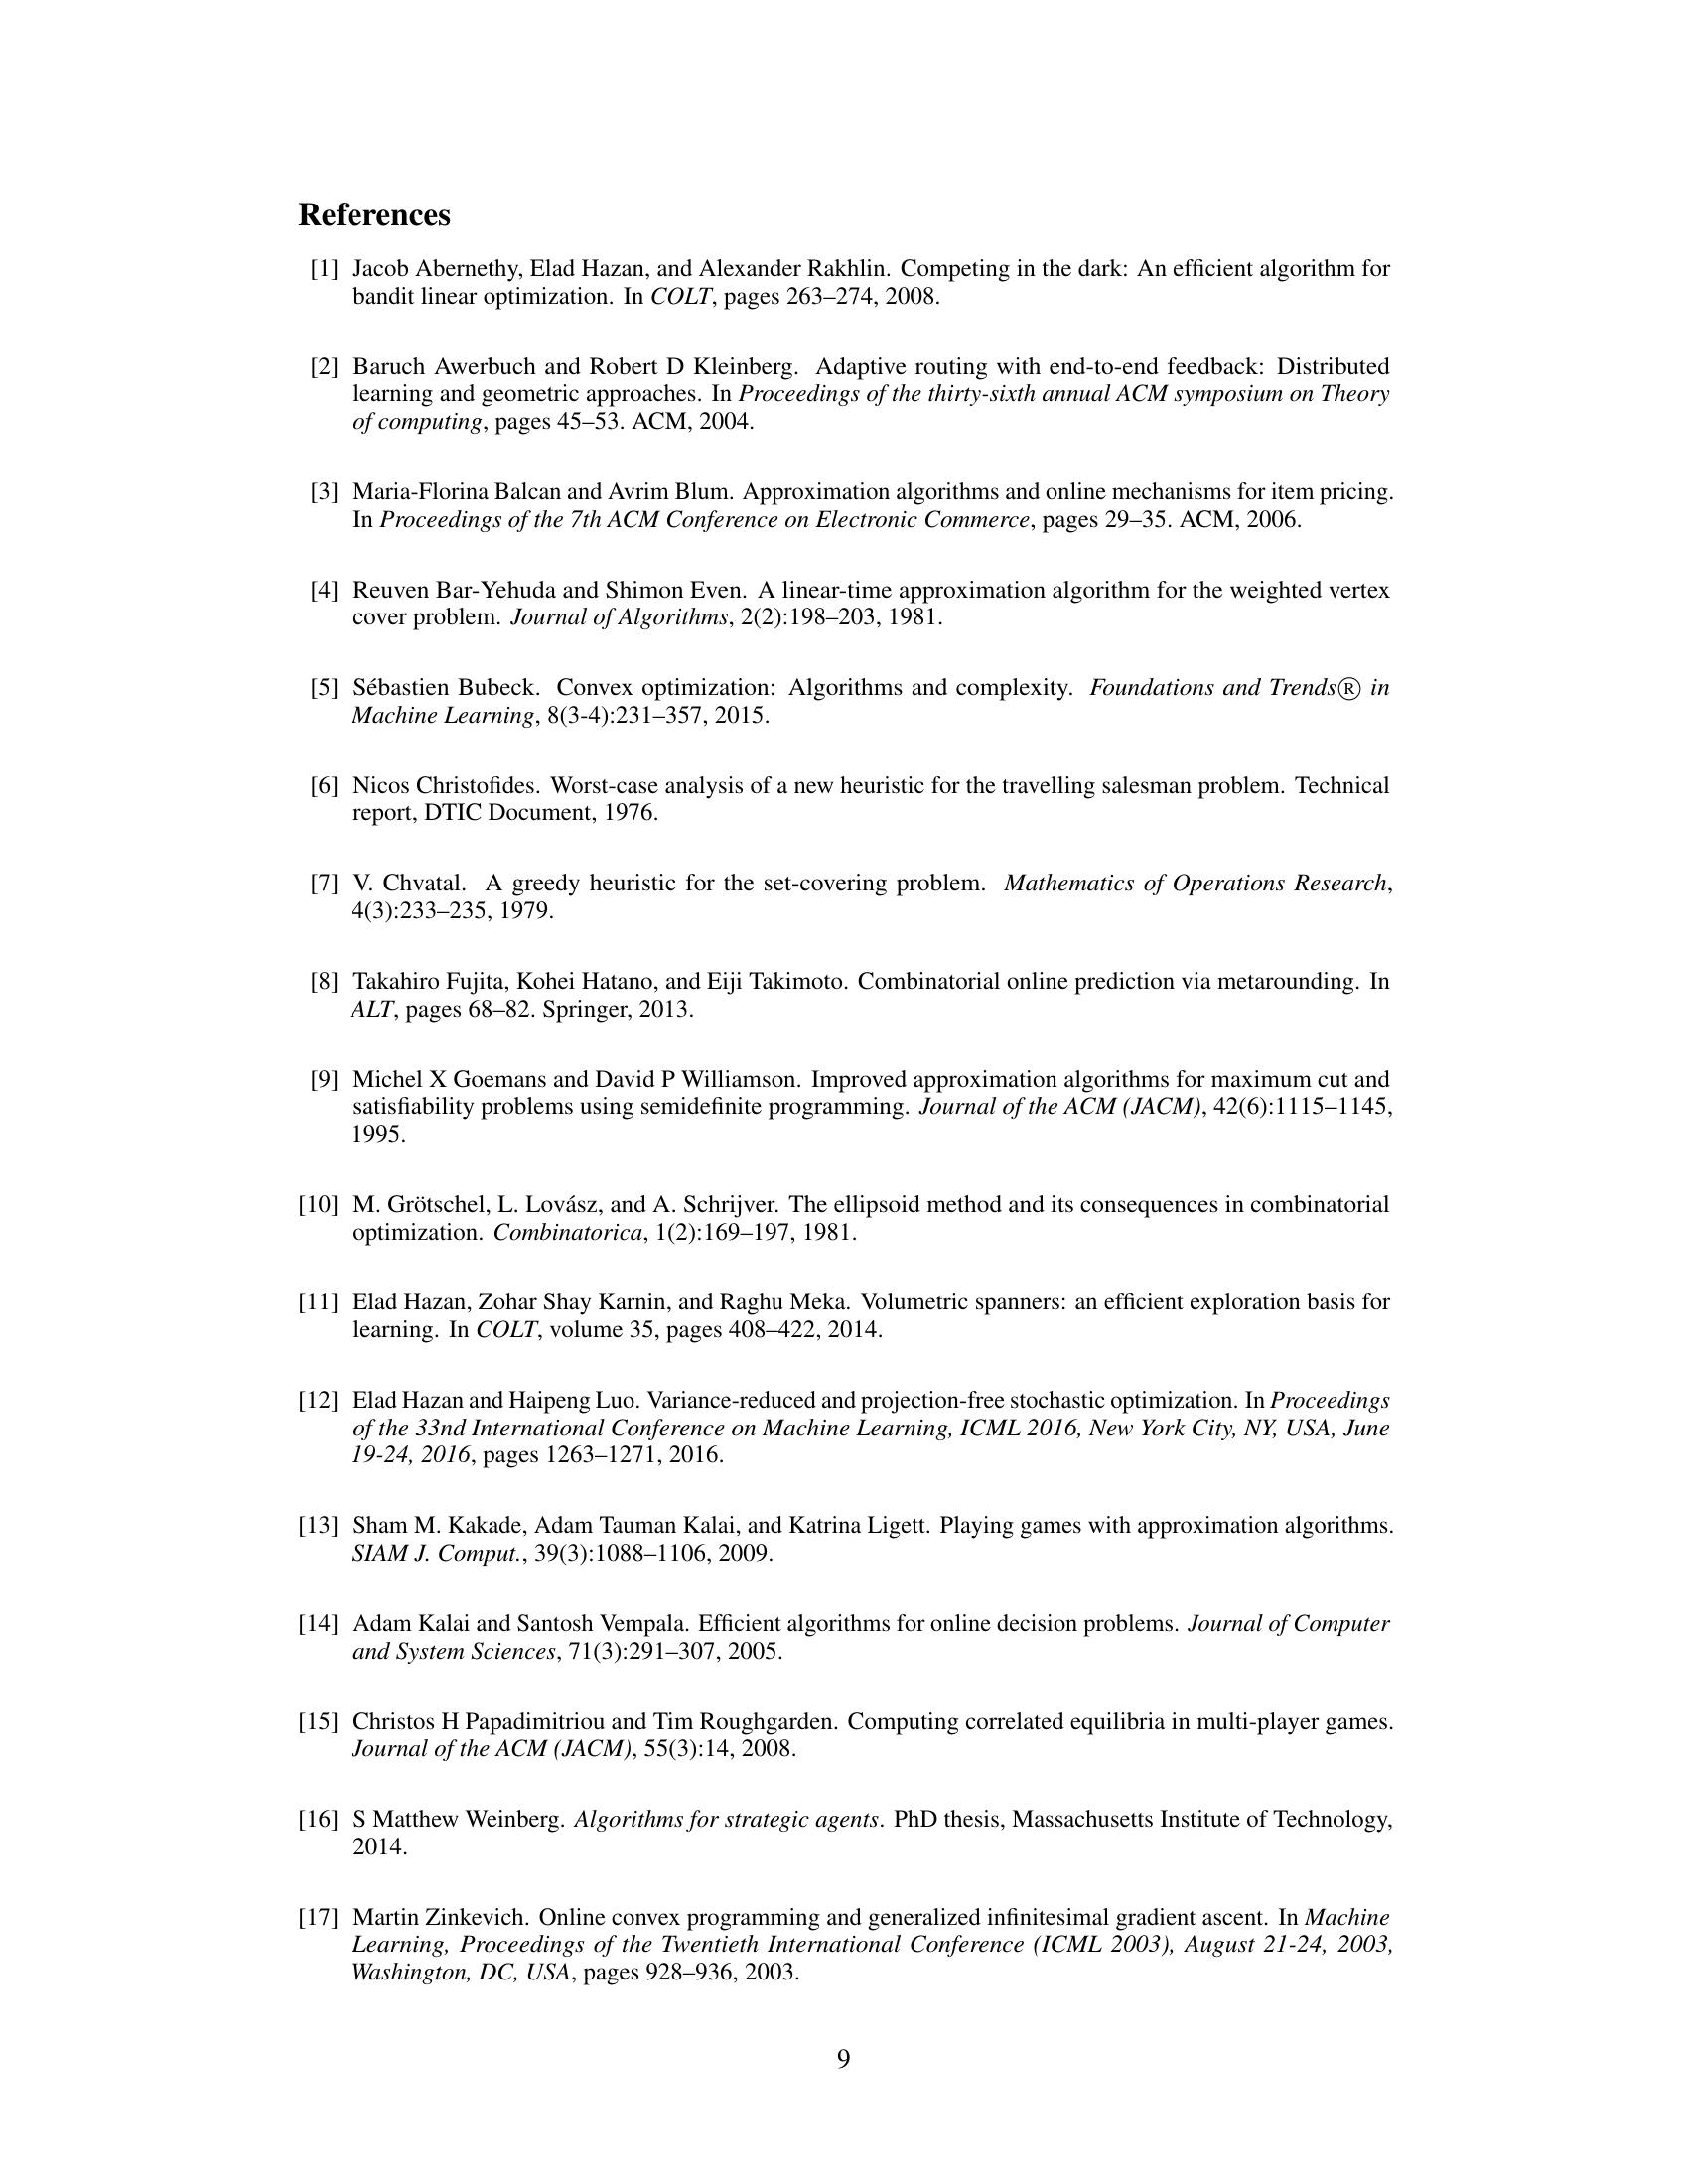 References
[1] Jacob Abernethy, Elad Hazan, and Alexander Rakhlin. Competing in the dark: An efficient algorithm for
bandit linear optimization. In COLT, pages 263–274, 2008.
[2] Baruch Awerbuch and Robert D Kleinberg. Adaptive routing with end-to-end feedback: Distributed
learning and geometric approaches. In Proceedings of the thirty-sixth annual ACM symposium on Theory
of computing, pages 45–53. ACM, 2004.
[3] Maria-Florina Balcan and Avrim Blum. Approximation algorithms and online mechanisms for item pricing.
In Proceedings of the 7th ACM Conference on Electronic Commerce, pages 29–35. ACM, 2006.
[4] Reuven Bar-Yehuda and Shimon Even. A linear-time approximation algorithm for the weighted vertex
cover problem. Journal of Algorithms, 2(2):198–203, 1981.
[5] Sébastien Bubeck. Convex optimization: Algorithms and complexity. Foundations and Trends® in
Machine Learning, 8(3-4):231–357, 2015.
[6] Nicos Christofides. Worst-case analysis of a new heuristic for the travelling salesman problem. Technical
report, DTIC Document, 1976.
[7] V. Chvatal. A greedy heuristic for the set-covering problem. Mathematics of Operations Research,
4(3):233–235, 1979.
[8] Takahiro Fujita, Kohei Hatano, and Eiji Takimoto. Combinatorial online prediction via metarounding. In
ALT, pages 68–82. Springer, 2013.
[9] Michel X Goemans and David P Williamson. Improved approximation algorithms for maximum cut and
satisfiability problems using semidefinite programming. Journal of the ACM (JACM), 42(6):1115–1145,
1995.
[10] M. Grötschel, L. Lovász, and A. Schrijver. The ellipsoid method and its consequences in combinatorial
optimization. Combinatorica, 1(2):169–197, 1981.
[11] Elad Hazan, Zohar Shay Karnin, and Raghu Meka. Volumetric spanners: an efficient exploration basis for
learning. In COLT, volume 35, pages 408–422, 2014.
[12] Elad Hazan and Haipeng Luo. Variance-reduced and projection-free stochastic optimization. In Proceedings
of the 33nd International Conference on Machine Learning, ICML 2016, New York City, NY, USA, June
19-24, 2016, pages 1263–1271, 2016.
[13] Sham M. Kakade, Adam Tauman Kalai, and Katrina Ligett. Playing games with approximation algorithms.
SIAM J. Comput., 39(3):1088–1106, 2009.
[14] Adam Kalai and Santosh Vempala. Efficient algorithms for online decision problems. Journal of Computer
and System Sciences, 71(3):291–307, 2005.
[15] Christos H Papadimitriou and Tim Roughgarden. Computing correlated equilibria in multi-player games.
Journal of the ACM (JACM), 55(3):14, 2008.
[16] S Matthew Weinberg. Algorithms for strategic agents. PhD thesis, Massachusetts Institute of Technology,
2014.
[17] Martin Zinkevich. Online convex programming and generalized infinitesimal gradient ascent. In Machine
Learning, Proceedings of the Twentieth International Conference (ICML 2003), August 21-24, 2003,
Washington, DC, USA, pages 928–936, 2003.
9